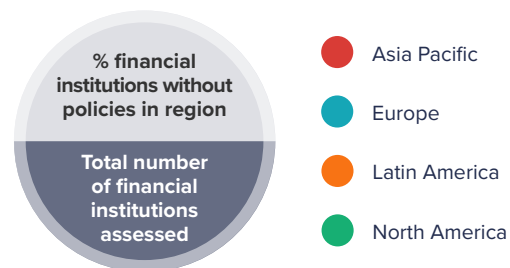 % financial
institutions without
policies in region
Total number
of financial
institutions
assessed
Asia Pacific
Europe
Latin America
North America